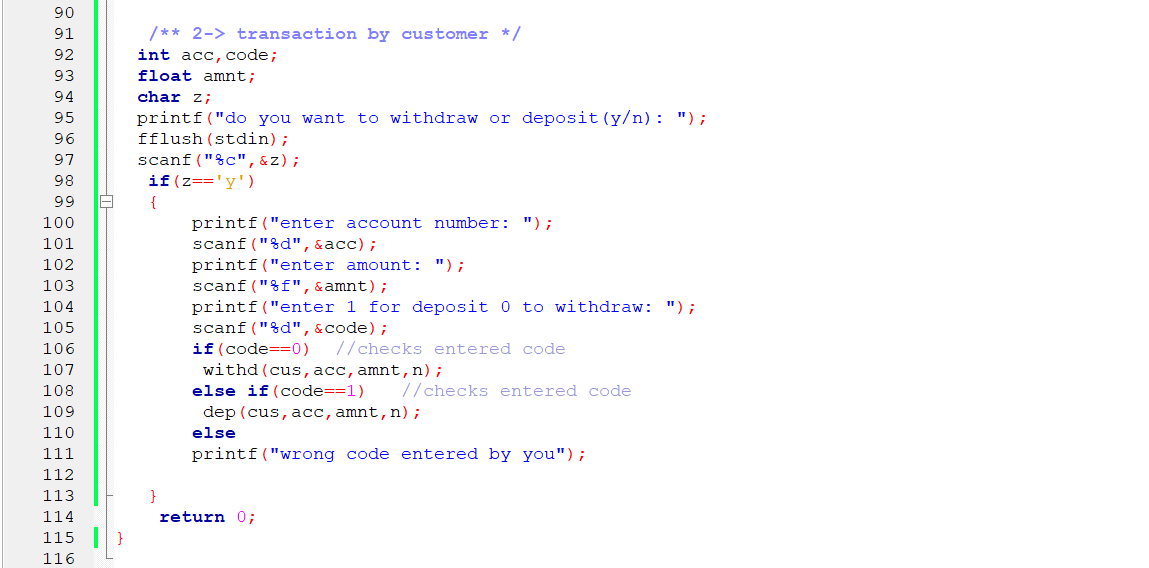 90
91 /** 2-> transaction by customer */
92 int acc,code;
93 float amnt;
94 char z;
95 printf("do you want to withdraw or deposit(y/n): ");
96 fflush(stdin);
97 scanf("%c",&z);
98 if(z=='y')
99 {
100 printf("enter account number: ");
101 scanf("%d",&acc);
102 printf("enter amount: ");
103 scanf("%f",&amnt);
104 printf("enter 1 for deposit 0 to withdraw: ");
105 scanf("%d",&code);
106 if(code==0) //checks entered code
107 withd(cus,acc,amnt,n);
108 else if(code==1) //checks entered code
109 dep(cus,acc,amnt,n);
110 else
111 printf("wrong code entered by you");
112
113 }
114 return 0;
115 }
116